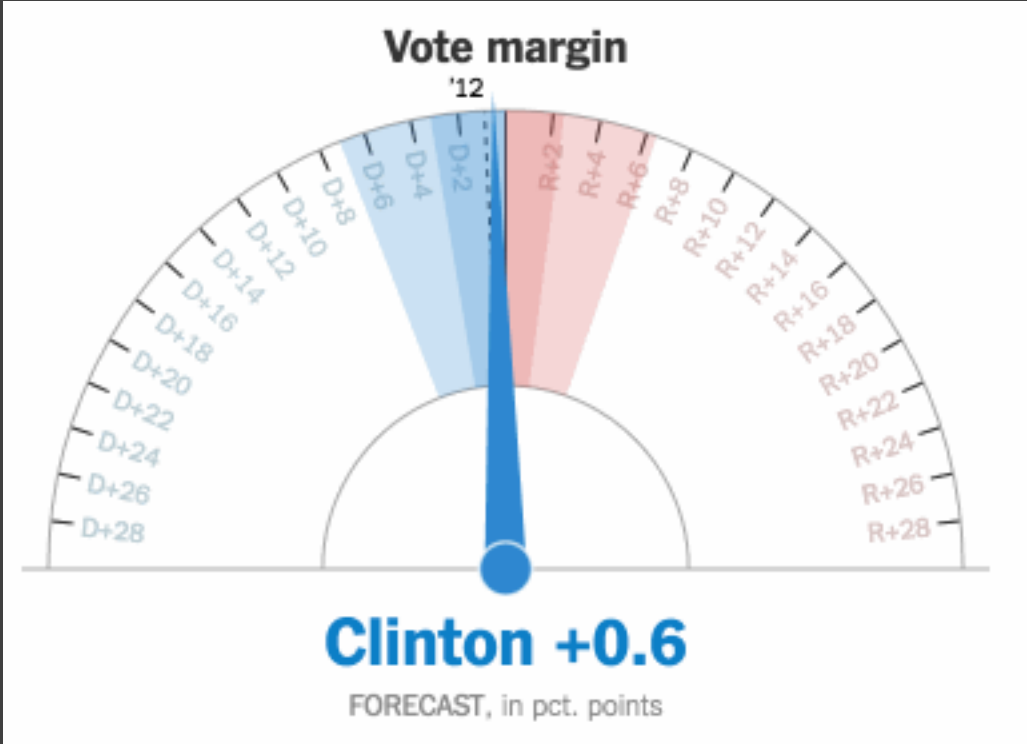 Vote margin
'12
D+28
D+26
D+24
D+22
D+20
D+18
D+16
D+14
D+12
D+10
D+8
D+6
D+4
D+2
R+2
R+4
R+6
R+8
R+10
R+12
R+14
R+16
R+18
R+20
R+22
R+24
R+26
R+28
Clinton +0.6
FORECAST, in pct. points